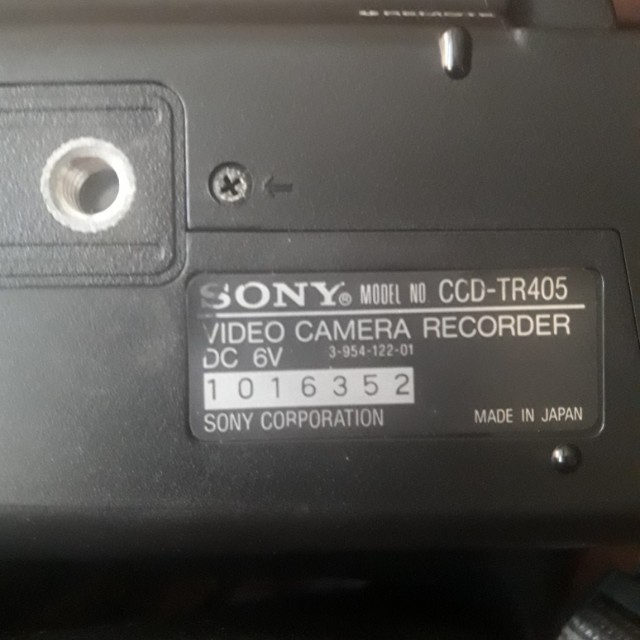 REMOTE
SONY® MODEL NO. CCD-TR405
VIDEO CAMERA RECORDER
DC 6V 3-954-122-01
1016352
SONY CORPORATION MADE IN JAPAN